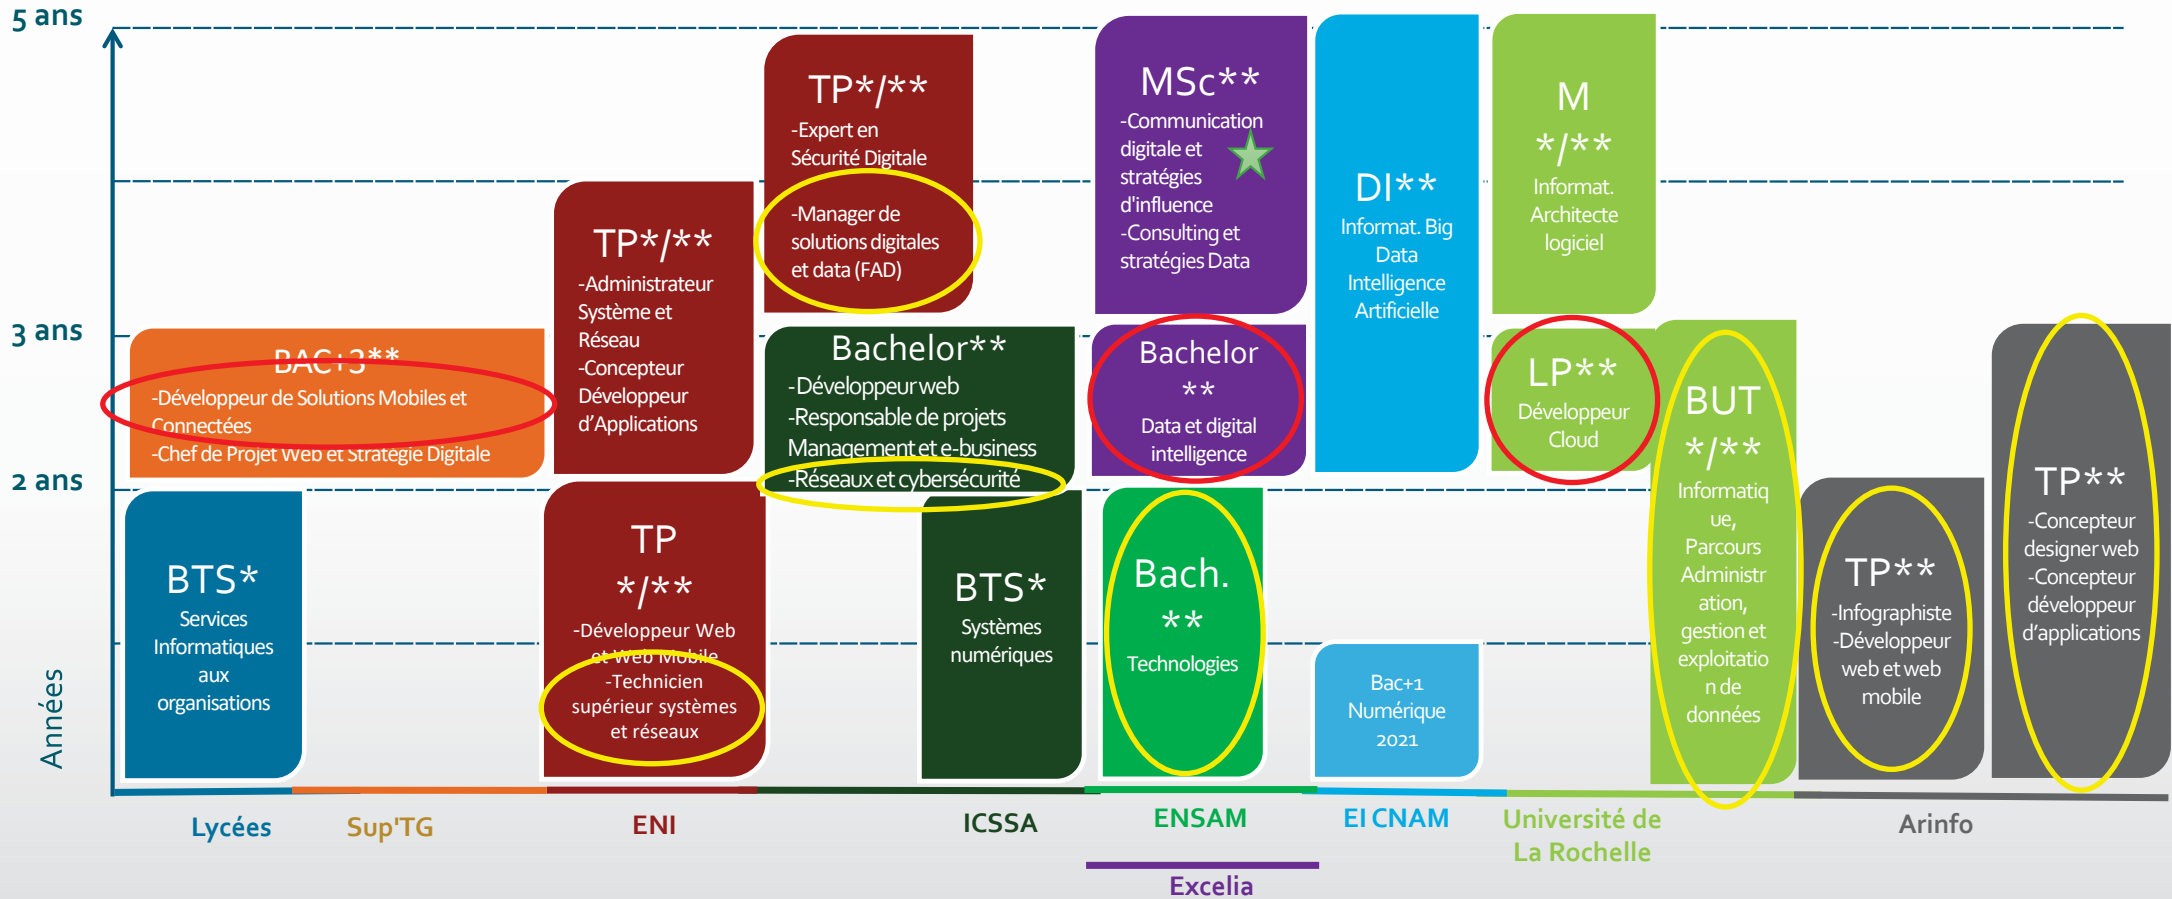 5 ans
3 ans
2 ans
Années
BTS*
Services
Informatiques
aux
organisations
BAC+3**
-Développeur de Solutions Mobiles et
Connectées
-Chef de Projet Web et Stratégie Digitale
TP*/**
-Administrateur
Système et
Réseau
-Concepteur
Développeur
d'Applications
TP
*/**
-Développeur Web
et Web Mobile
-Technicien
supérieur systèmes
et réseaux
TP*/**
-Expert en
Sécurité Digitale
-Manager de
solutions digitales
et data (FAD)
Bachelor**
-Développeur web
-Responsable de projets
Management et e-business
-Réseaux et cybersécurité
BTS*
Systèmes
numériques
MSc**
-Communication
digitale et
stratégies
d'influence
-Consulting et
stratégies Data
Bachelor
**
Data et digital
intelligence
Bach.
**
Technologies
DI**
Informat. Big
Data
Intelligence
Artificielle
Bac+1
Numérique
2021
M
*/**
Informat.
Architecte
logiciel
LP**
Développeur
Cloud
BUT
*/**
Informatiq
ue,
Parcours
Administr
ation,
gestion et
exploitatio
n de
données
TP**
-Infographiste
-Développeur
web et web
mobile
TP**
-Concepteur
designer web
-Concepteur
développeur
d'applications
Lycées
Sup'TG
ENI
ICSSA
ENSAM
Excelia
EI CNAM
Université de
La Rochelle
Arinfo